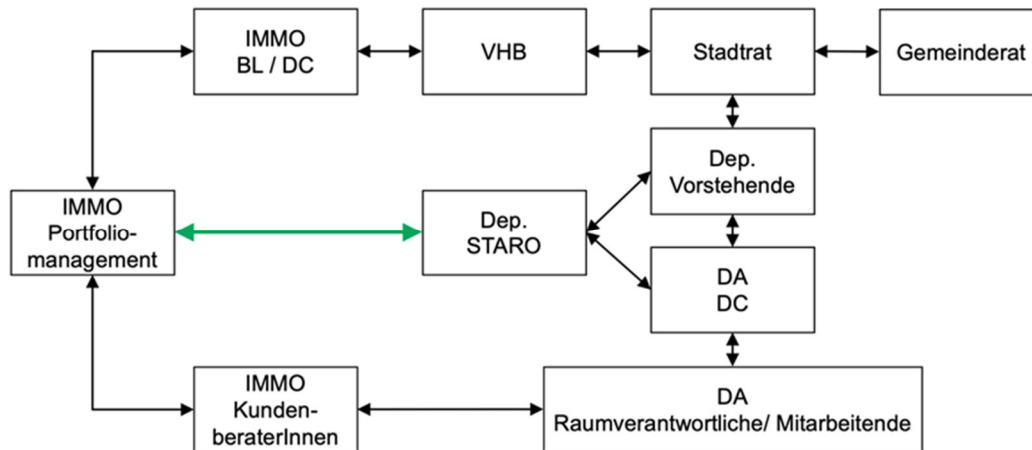 IMMO
BL / DC
VHB
Stadtrat
Gemeinderat
Dep.
Vorstehende
IMMO
Portfolio-
management
Dep.
STARO
DA
DC
IMMO
Kunden-
beraterInnen
DA
Raumverantwortliche/ Mitarbeitende